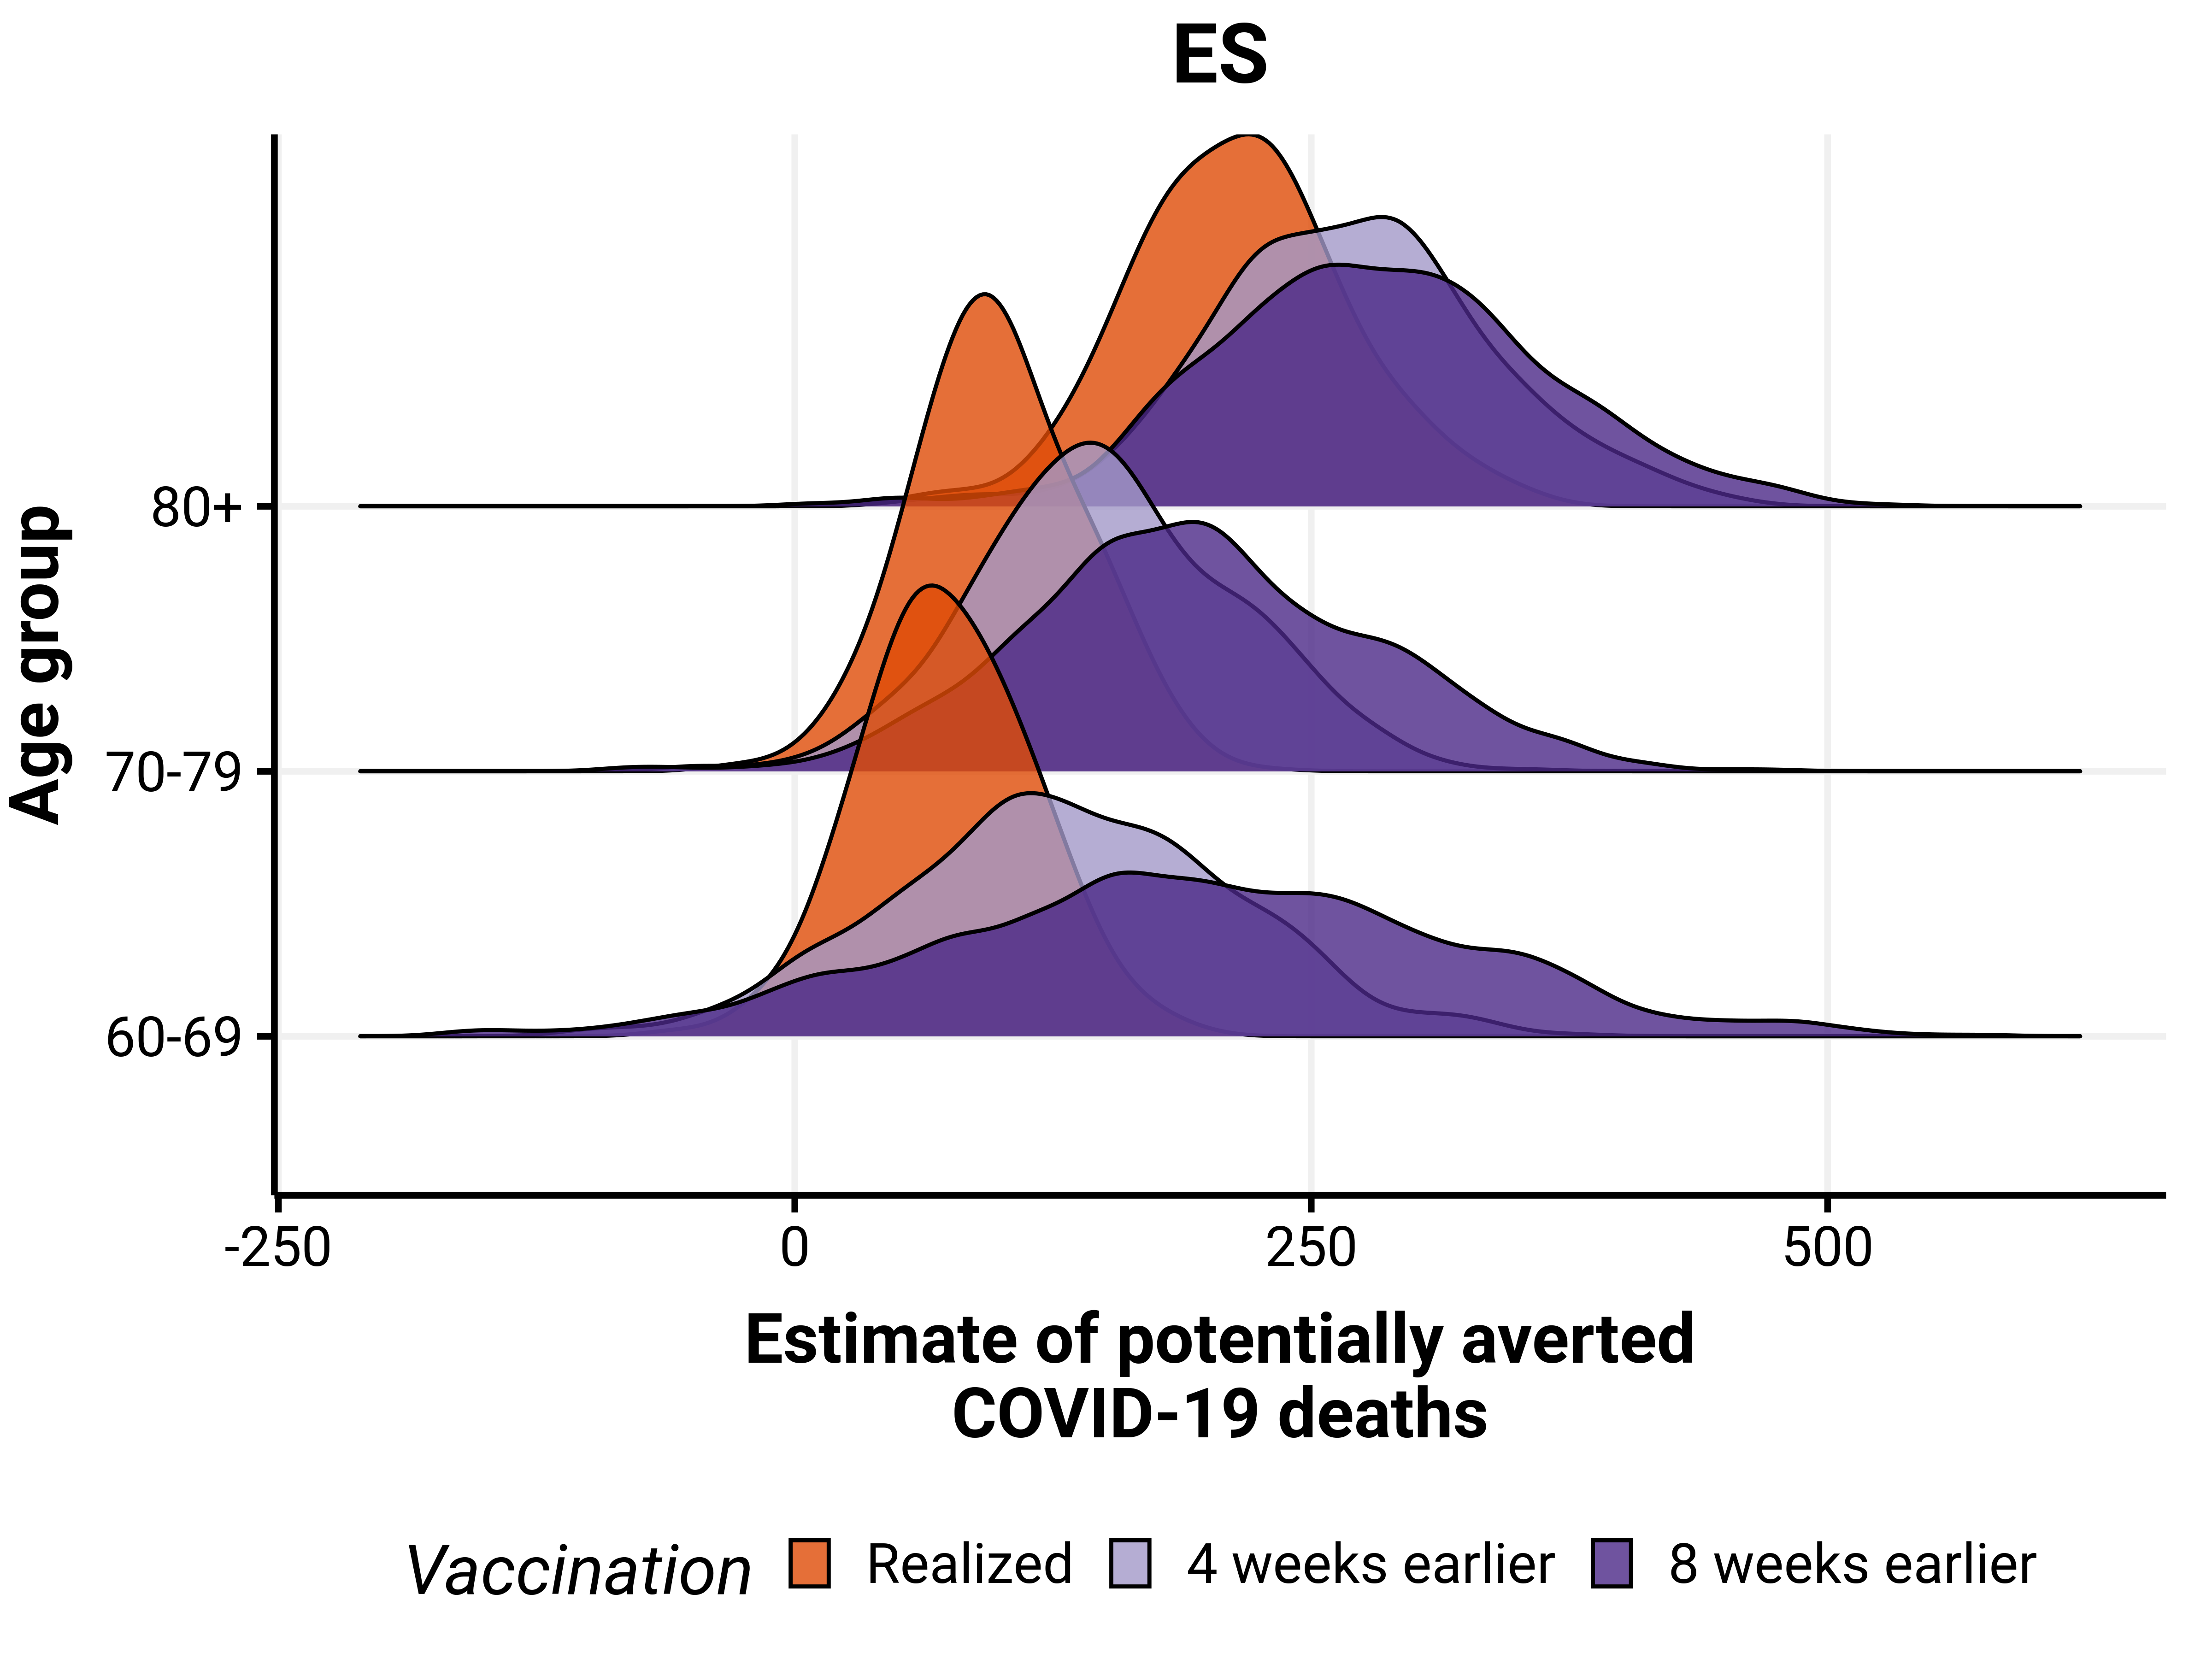 ES
Age group
80+
70-79
60-69
-250 0 250 500
Estimate of potentially averted
COVID-19 deaths
Vaccination Realized 4 weeks earlier 8 weeks earlier